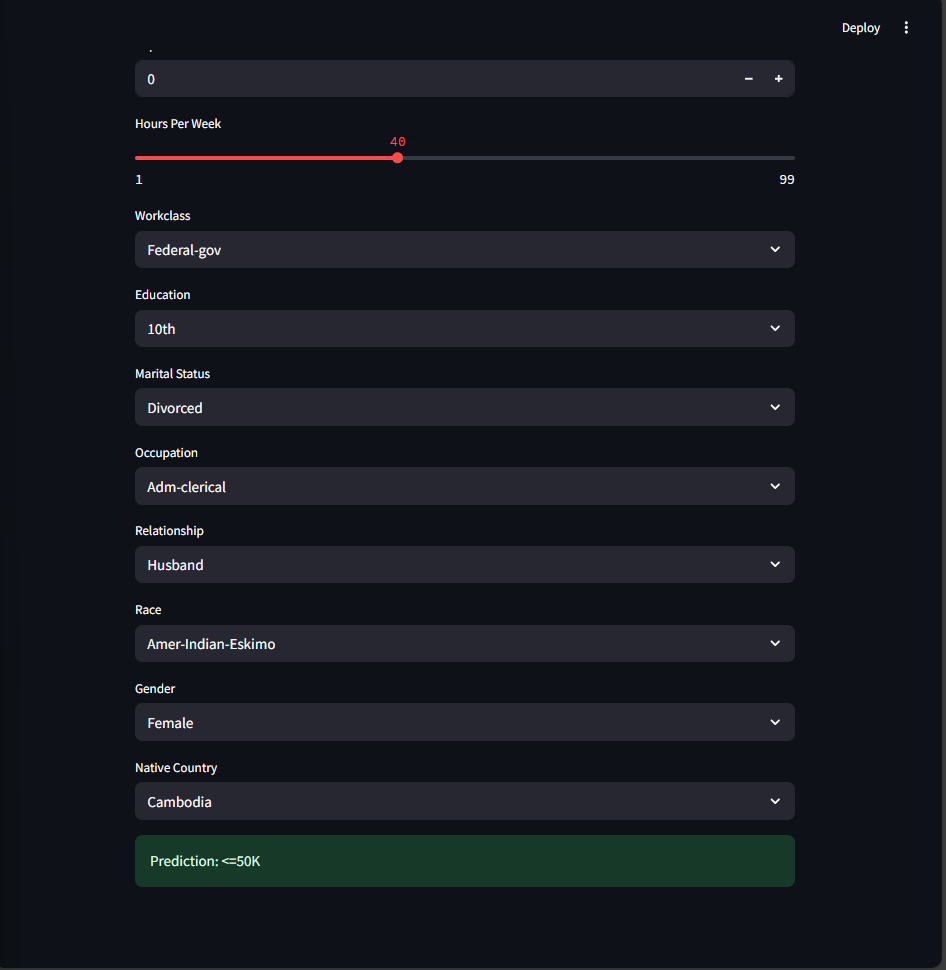 Deploy
0
Hours Per Week
40
1
99
Workclass
Federal-gov
Education
10th
Marital Status
Divorced
Occupation
Adm-clerical
Relationship
Husband
Race
Amer-Indian-Eskimo
Gender
Female
Native Country
Cambodia
Prediction: <=50K